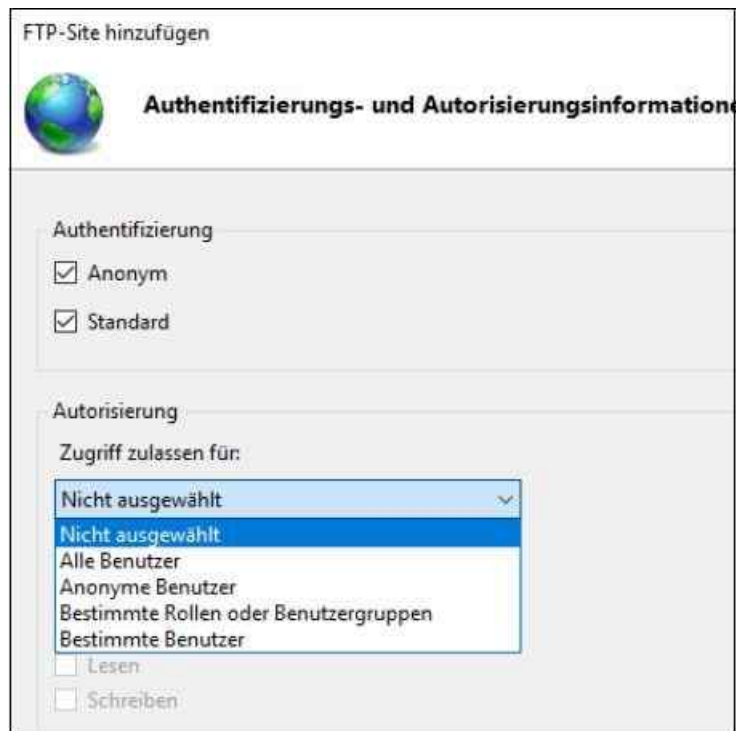 FTP-Site hinzufügen
Authentifizierungs- und Autorisierungsinformatione
Authentifizierung
Anonym
Standard
Autorisierung
Zugriff zulassen für:
Nicht ausgewählt
Nicht ausgewählt
Alle Benutzer
Anonyme Benutzer
Bestimmte Rollen oder Benutzergruppen
Bestimmte Benutzer
Lesen
Schreiben